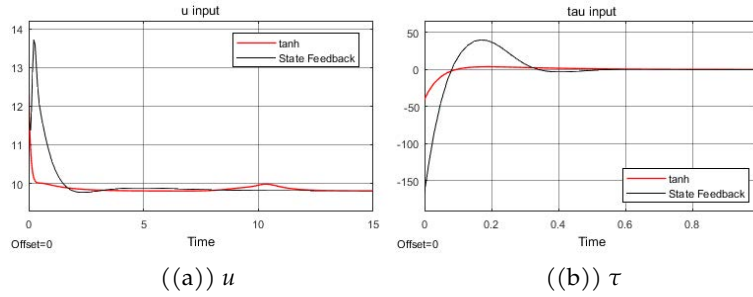 u input
14
13
12
11
10
tanh
State Feedback
0
5
10
15
Offset=0
Time
((a)) u
tau input
50
0
-50
-100
-150
tanh
State Feedback
0
0.2
0.4
0.6
0.8
Offset=0
Time
((b)) τ